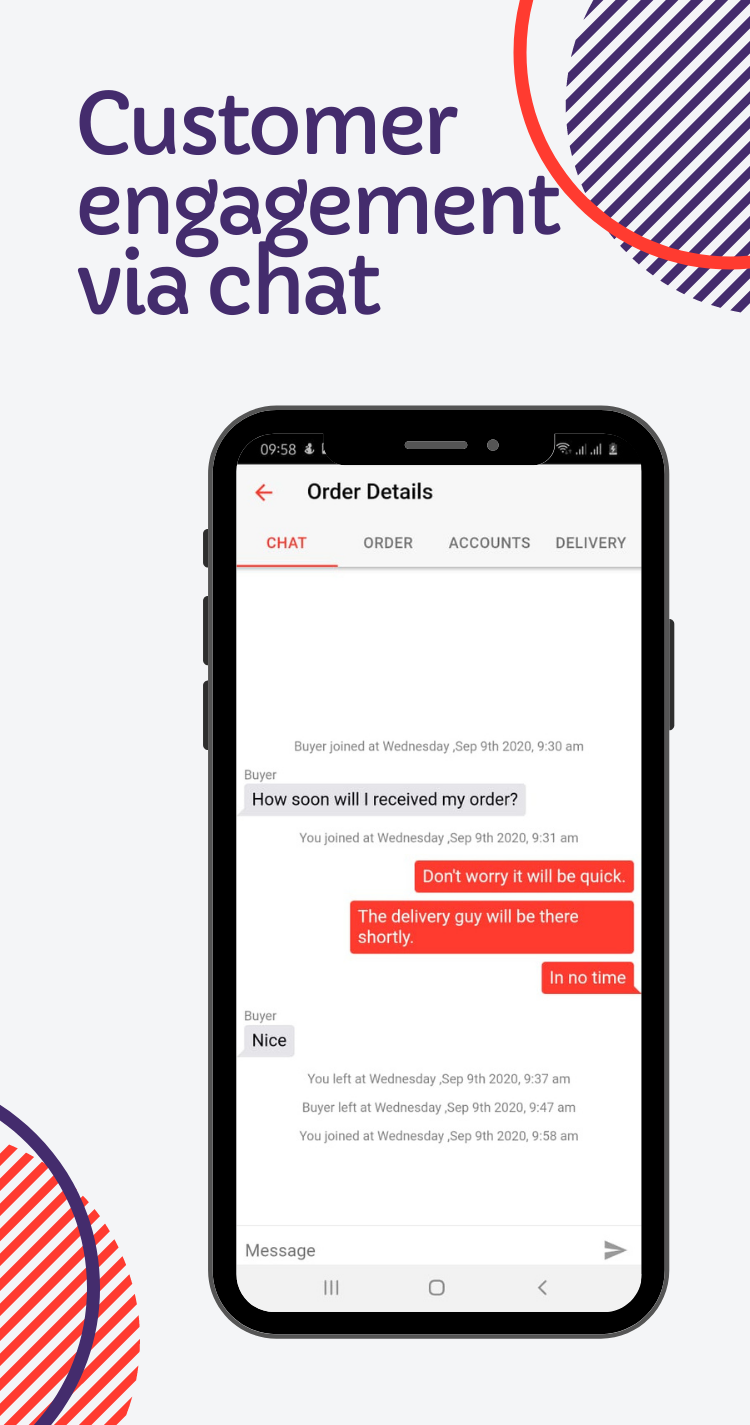 Customer
engagement
via chat
09:58
Order Details
CHAT ORDER ACCOUNTS DELIVERY
Buyer joined at Wednesday ,Sep 9th 2020, 9:30 am
Buyer
How soon will I received my order?
You joined at Wednesday ,Sep 9th 2020, 9:31 am
Don't worry it will be quick.
The delivery guy will be there
shortly.
In no time
Buyer
Nice
You left at Wednesday ,Sep 9th 2020, 9:37 am
Buyer left at Wednesday ,Sep 9th 2020, 9:47 am
You joined at Wednesday ,Sep 9th 2020, 9:58 am
Message